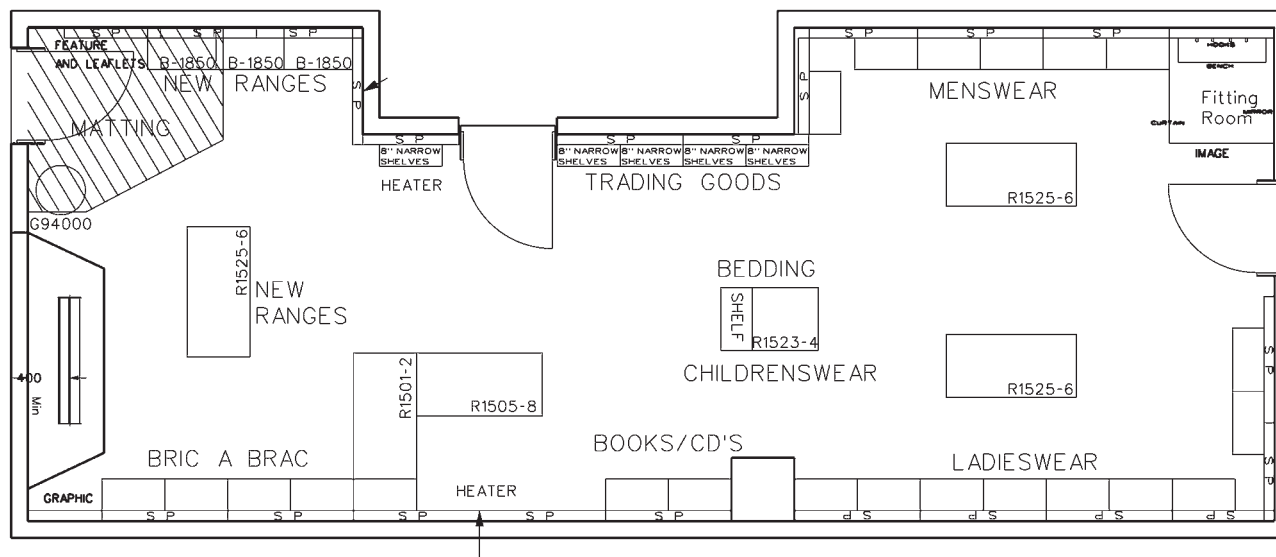 S P
S P
S P
FEATURE
AND LEAFLETS
B-1850
B-1850
B-1850
NEW RANGES
S P
MATTING
G94000
S P
8" NARROW
SHELVES
HEATER
S P
S P
8" NARROW
SHELVES
8" NARROW
SHELVES
8" NARROW
SHELVES
8" NARROW
SHELVES
TRADING GOODS
S P
S P
S P
S P
MENSWEAR
HOOKS
BENCH
Fitting
Room
MIRROR
CURTAIN
IMAGE
R1525-6
R1525-6
NEW
RANGES
BEDDING
SHELF
R1523-4
CHILDRENSWEAR
R1525-6
400
Min
R1501-2
R1505-8
BRIC A BRAC
BOOKS/CD'S
LADIESWEAR
S P
S P
GRAPHIC
HEATER
S P
S P
S P
S P
S P
S P
S P
S P
S P